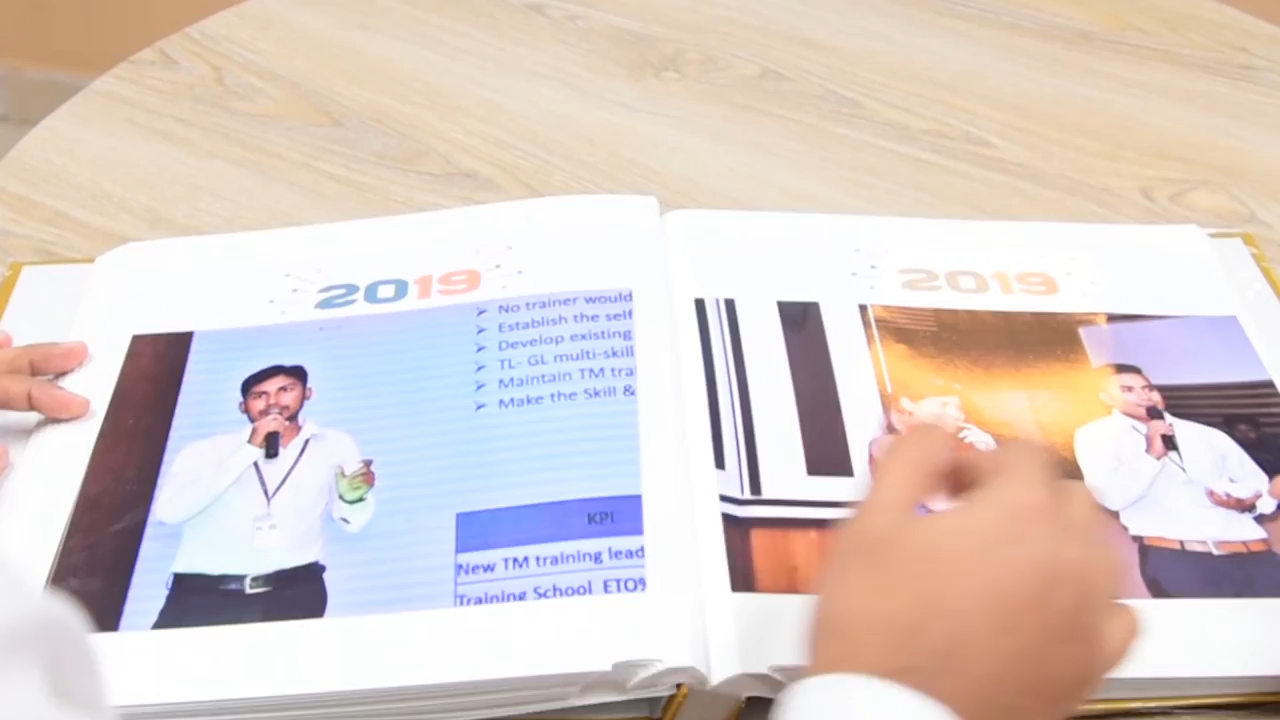 2019
➢ No trainer would
➢ Establish the self
➢ Develop existing
➢ TL- GL multi-skill
➢ Maintain TM tra
➢ Make the Skill &
KPI
New TM training lead
Training School ETO%
2019